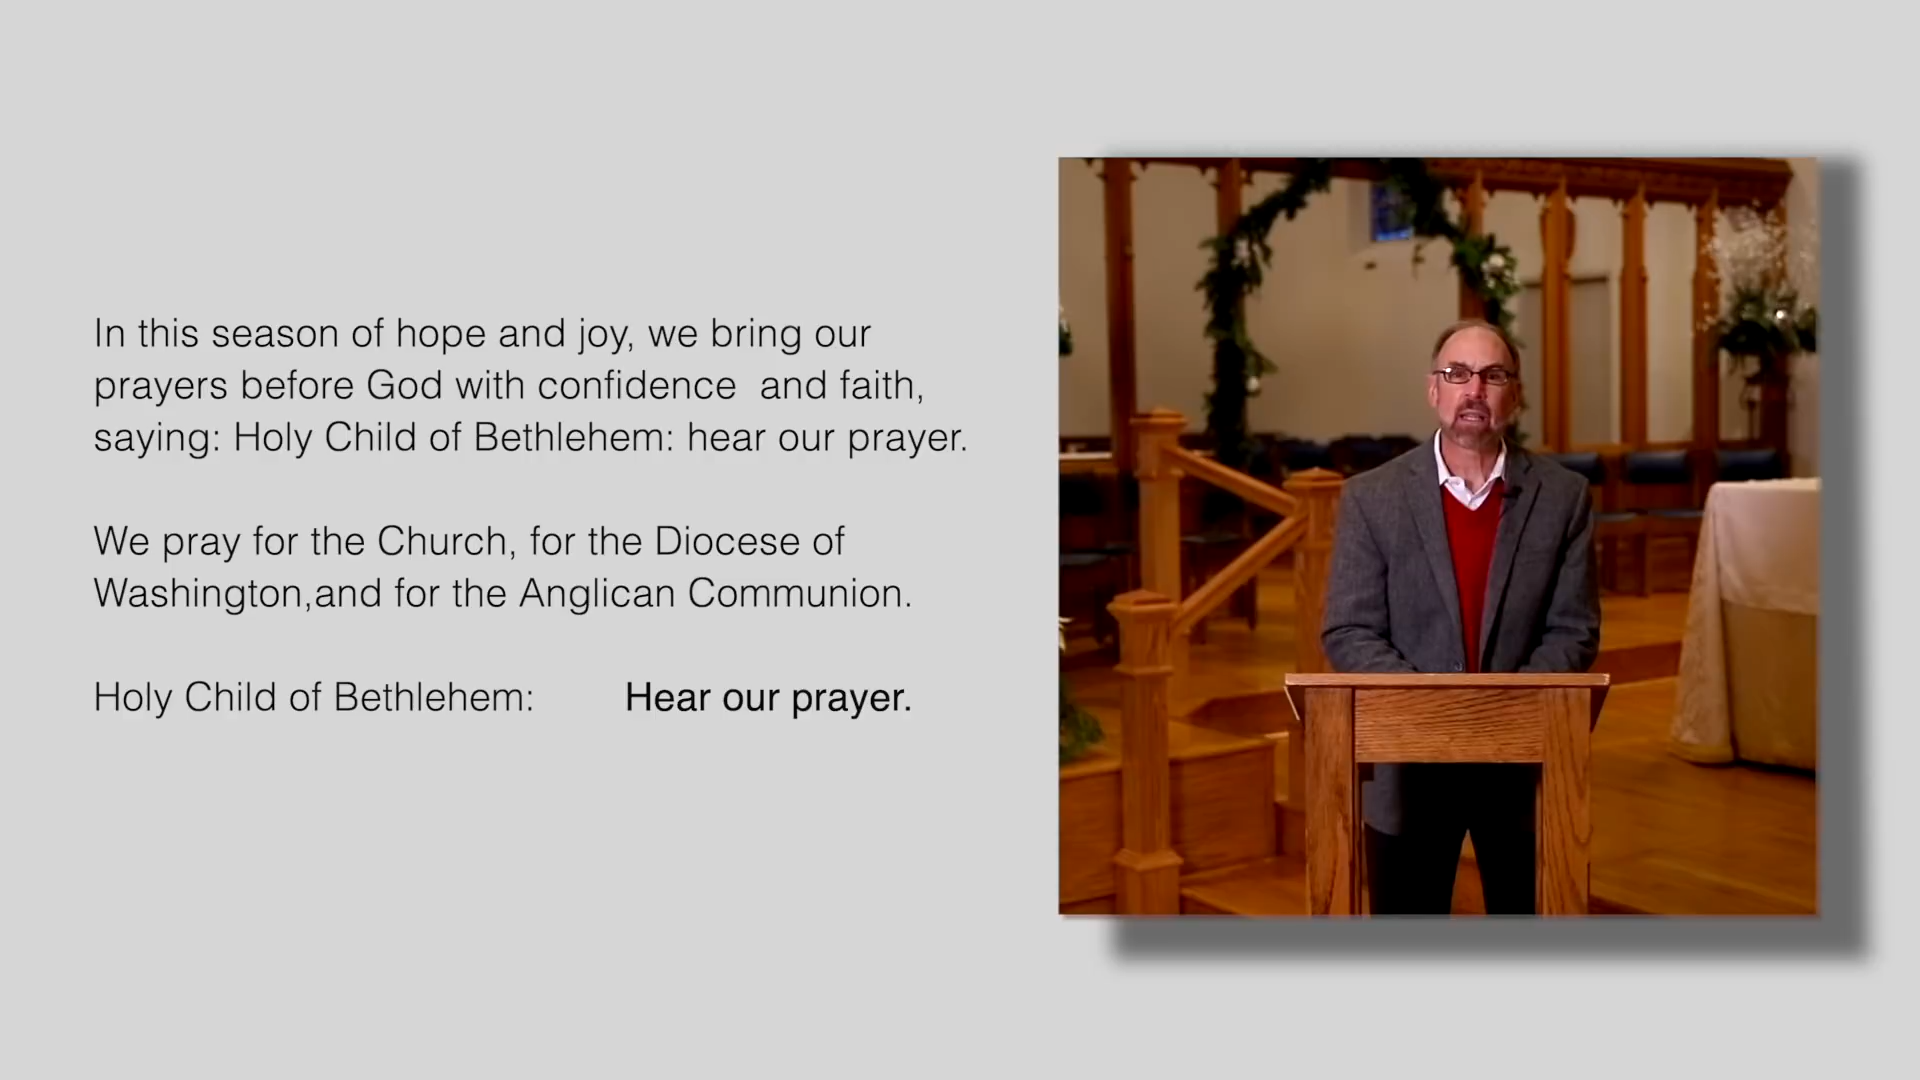 In this season of hope and joy, we bring our
prayers before God with confidence  and faith,
saying: Holy Child of Bethlehem: hear our prayer.
We pray for the Church, for the Diocese of
Washington,and for the Anglican Communion.
Holy Child of Bethlehem: Hear our prayer.